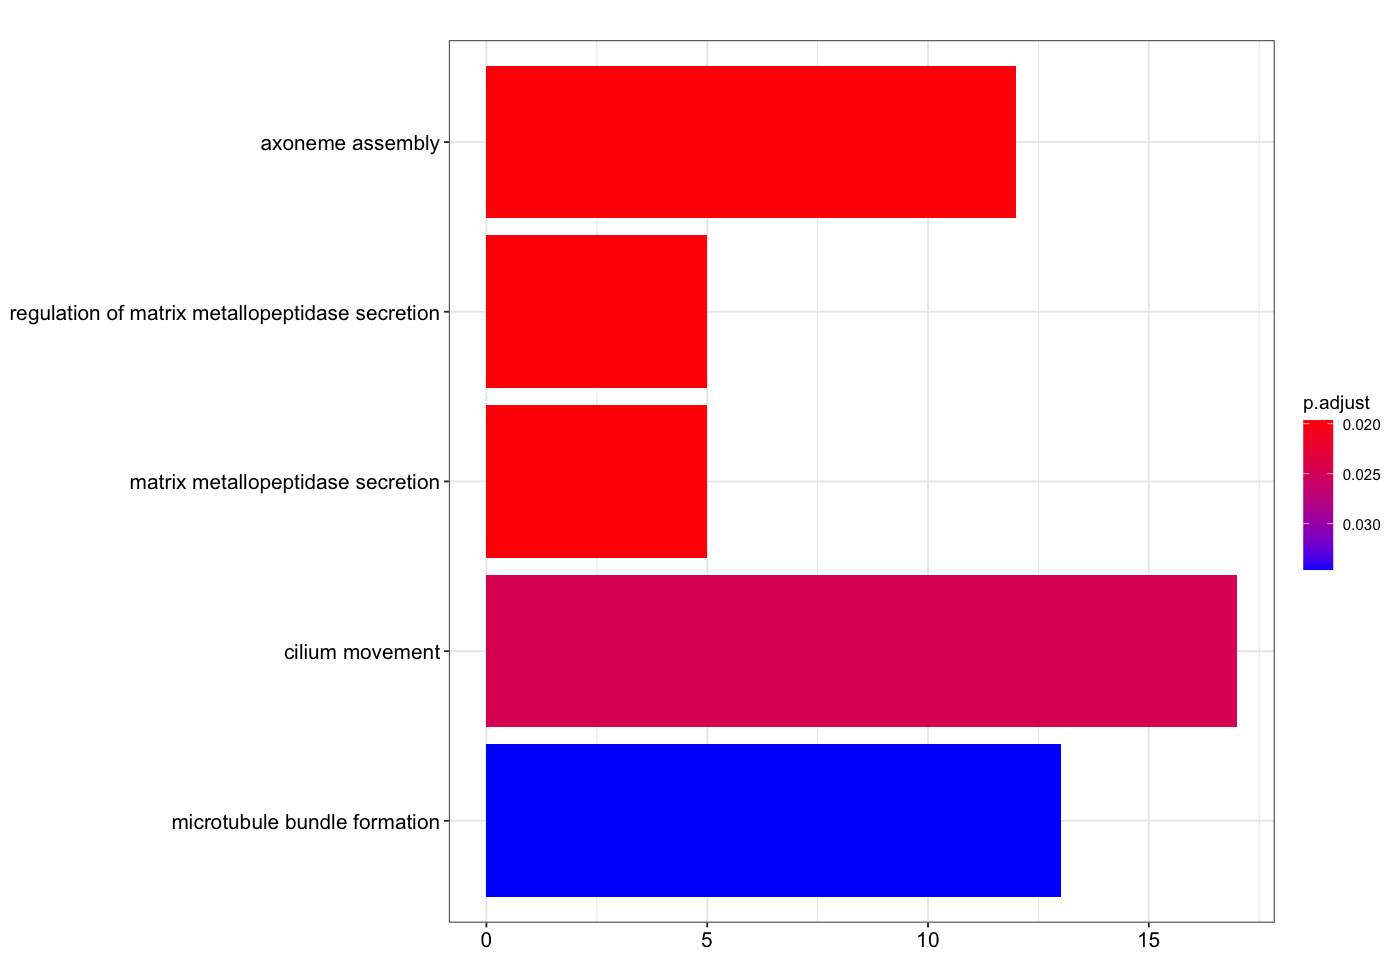 axoneme assembly
regulation of matrix metallopeptidase secretion
matrix metallopeptidase secretion
cilium movement
microtubule bundle formation
0 5 10 15
p.adjust
0.020
0.025
0.030